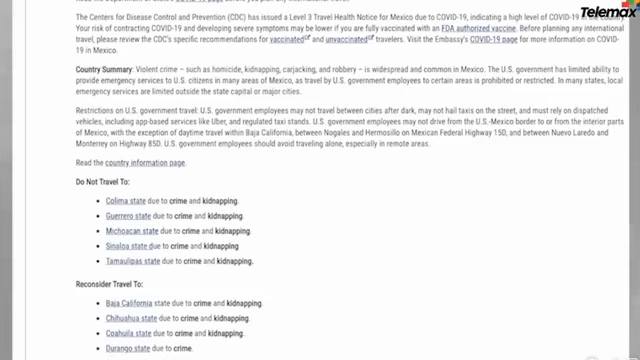 Telemax
The Centers for Disease Control and Prevention (CDC) has issued a Level 3 Travel Health Notice for Mexico due to COVID-19, indicating a high level of COVID-19 in the country
Your risk of contracting COVID-19 and developing severe symptoms may be lower if you are fully vaccinated with an FDA authorized vaccine. Before planning any international
travel, please review the CDC's specific recommendations for vaccinated and unvaccinated travelers. Visit the Embassy's COVID-19 page for more information on COVID-
19 in Mexico.
Country Summary: Violent crime – such as homicide, kidnapping, carjacking, and robbery – is widespread and common in Mexico. The U.S. government has limited ability to
provide emergency services to U.S. citizens in many areas of Mexico, as travel by U.S. government employees to certain areas is prohibited or restricted. In many states, local
emergency services are limited outside the state capital or major cities.
Restrictions on U.S. government travel: U.S. government employees may not travel between cities after dark, may not hail taxis on the street, and must rely on dispatched
vehicles, including app-based services like Uber, and regulated taxi stands. U.S. government employees may not drive from the U.S.-Mexico border to or from the interior parts
of Mexico, with the exception of daytime travel within Baja California, between Nogales and Hermosillo on Mexican Federal Highway 15D, and between Nuevo Laredo and
Monterrey on Highway 85D. U.S. government employees should avoid traveling alone, especially in remote areas.
Read the country information page.
Do Not Travel To:
• Colima state due to crime and kidnapping.
• Guerrero state due to crime and kidnapping.
• Michoacan state due to crime and kidnapping.
• Sinaloa state due to crime and kidnapping
• Tamaulipas state due to crime and kidnapping.
Reconsider Travel To:
• Baja California state due to crime and kidnapping.
• Chihuahua state due to crime and kidnapping.
• Coahuila state due to crime and kidnapping.
• Durango state due to crime.